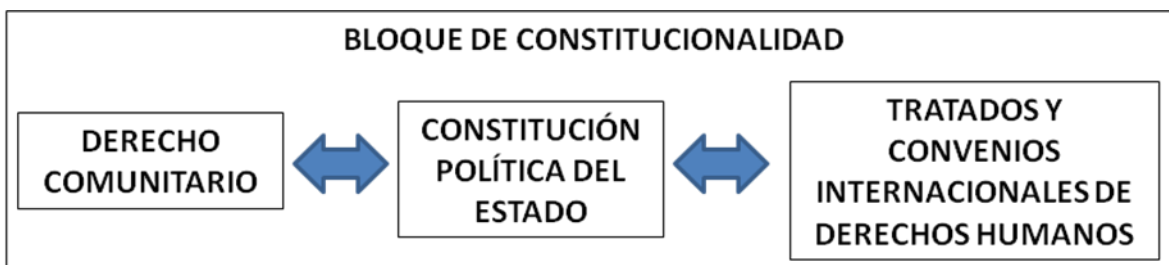 BLOQUE DE CONSTITUCIONALIDAD
DERECHO
COMUNITARIO
CONSTITUCIÓN
POLÍTICA DEL
ESTADO
TRATADOS Y
CONVENIOS
INTERNACIONALES DE
DERECHOS HUMANOS